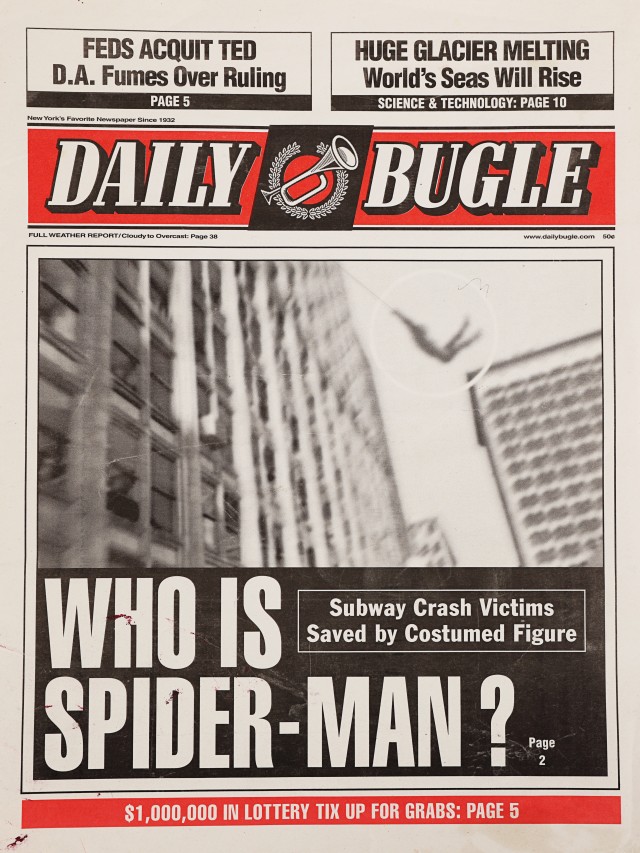 FEDS ACQUIT TED
D.A. Fumes Over Ruling
PAGE 5
HUGE GLACIER MELTING
World's Seas Will Rise
SCIENCE & TECHNOLOGY: PAGE 10
New York's Favorite Newspaper Since 1932
DAILY BUGLE
FULL WEATHER REPORT/Cloudy to Overcast: Page 38
www.dailybugle.com 50¢
WHO IS
SPIDER-MAN?
Subway Crash Victims
Saved by Costumed Figure
Page
2
$1,000,000 IN LOTTERY TIX UP FOR GRABS: PAGE 5